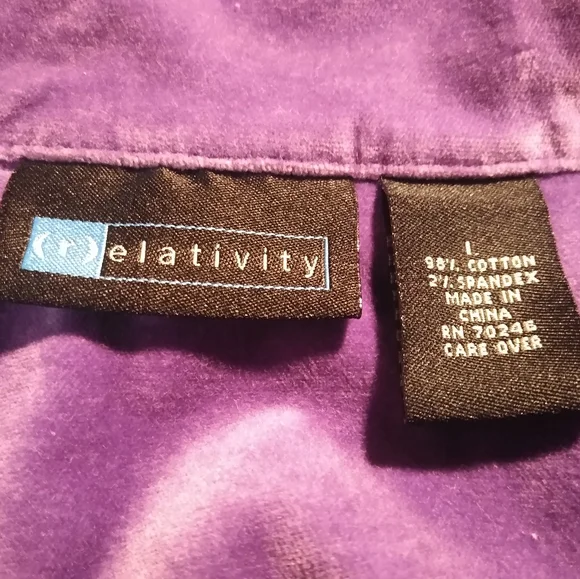 (r)elativity
L
98% COTTON
2% SPANDEX
MADE IN
CHINA
RN 70246
CARE OVER